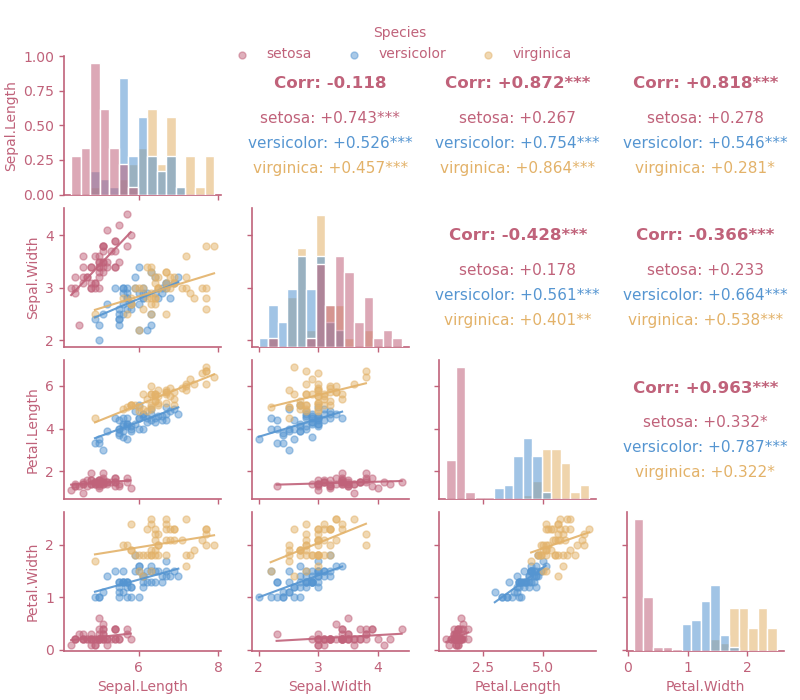 Species
setosa versicolor virginica
1.00
0.75
0.50
0.25
0.00
Sepal.Length
Corr: -0.118
setosa: +0.743***
versicolor: +0.526***
virginica: +0.457***
Corr: +0.872***
setosa: +0.267
versicolor: +0.754***
virginica: +0.864***
Corr: +0.818***
setosa: +0.278
versicolor: +0.546***
virginica: +0.281*
4
3
2
Sepal.Width
Corr: -0.428***
setosa: +0.178
versicolor: +0.561***
virginica: +0.401**
Corr: -0.366***
setosa: +0.233
versicolor: +0.664***
virginica: +0.538***
6
4
2
Petal.Length
Corr: +0.963***
setosa: +0.332*
versicolor: +0.787***
virginica: +0.322*
2
1
0
Petal.Width
6 8
Sepal.Length
2 3 4
Sepal.Width
2.5 5.0
Petal.Length
0 1 2
Petal.Width